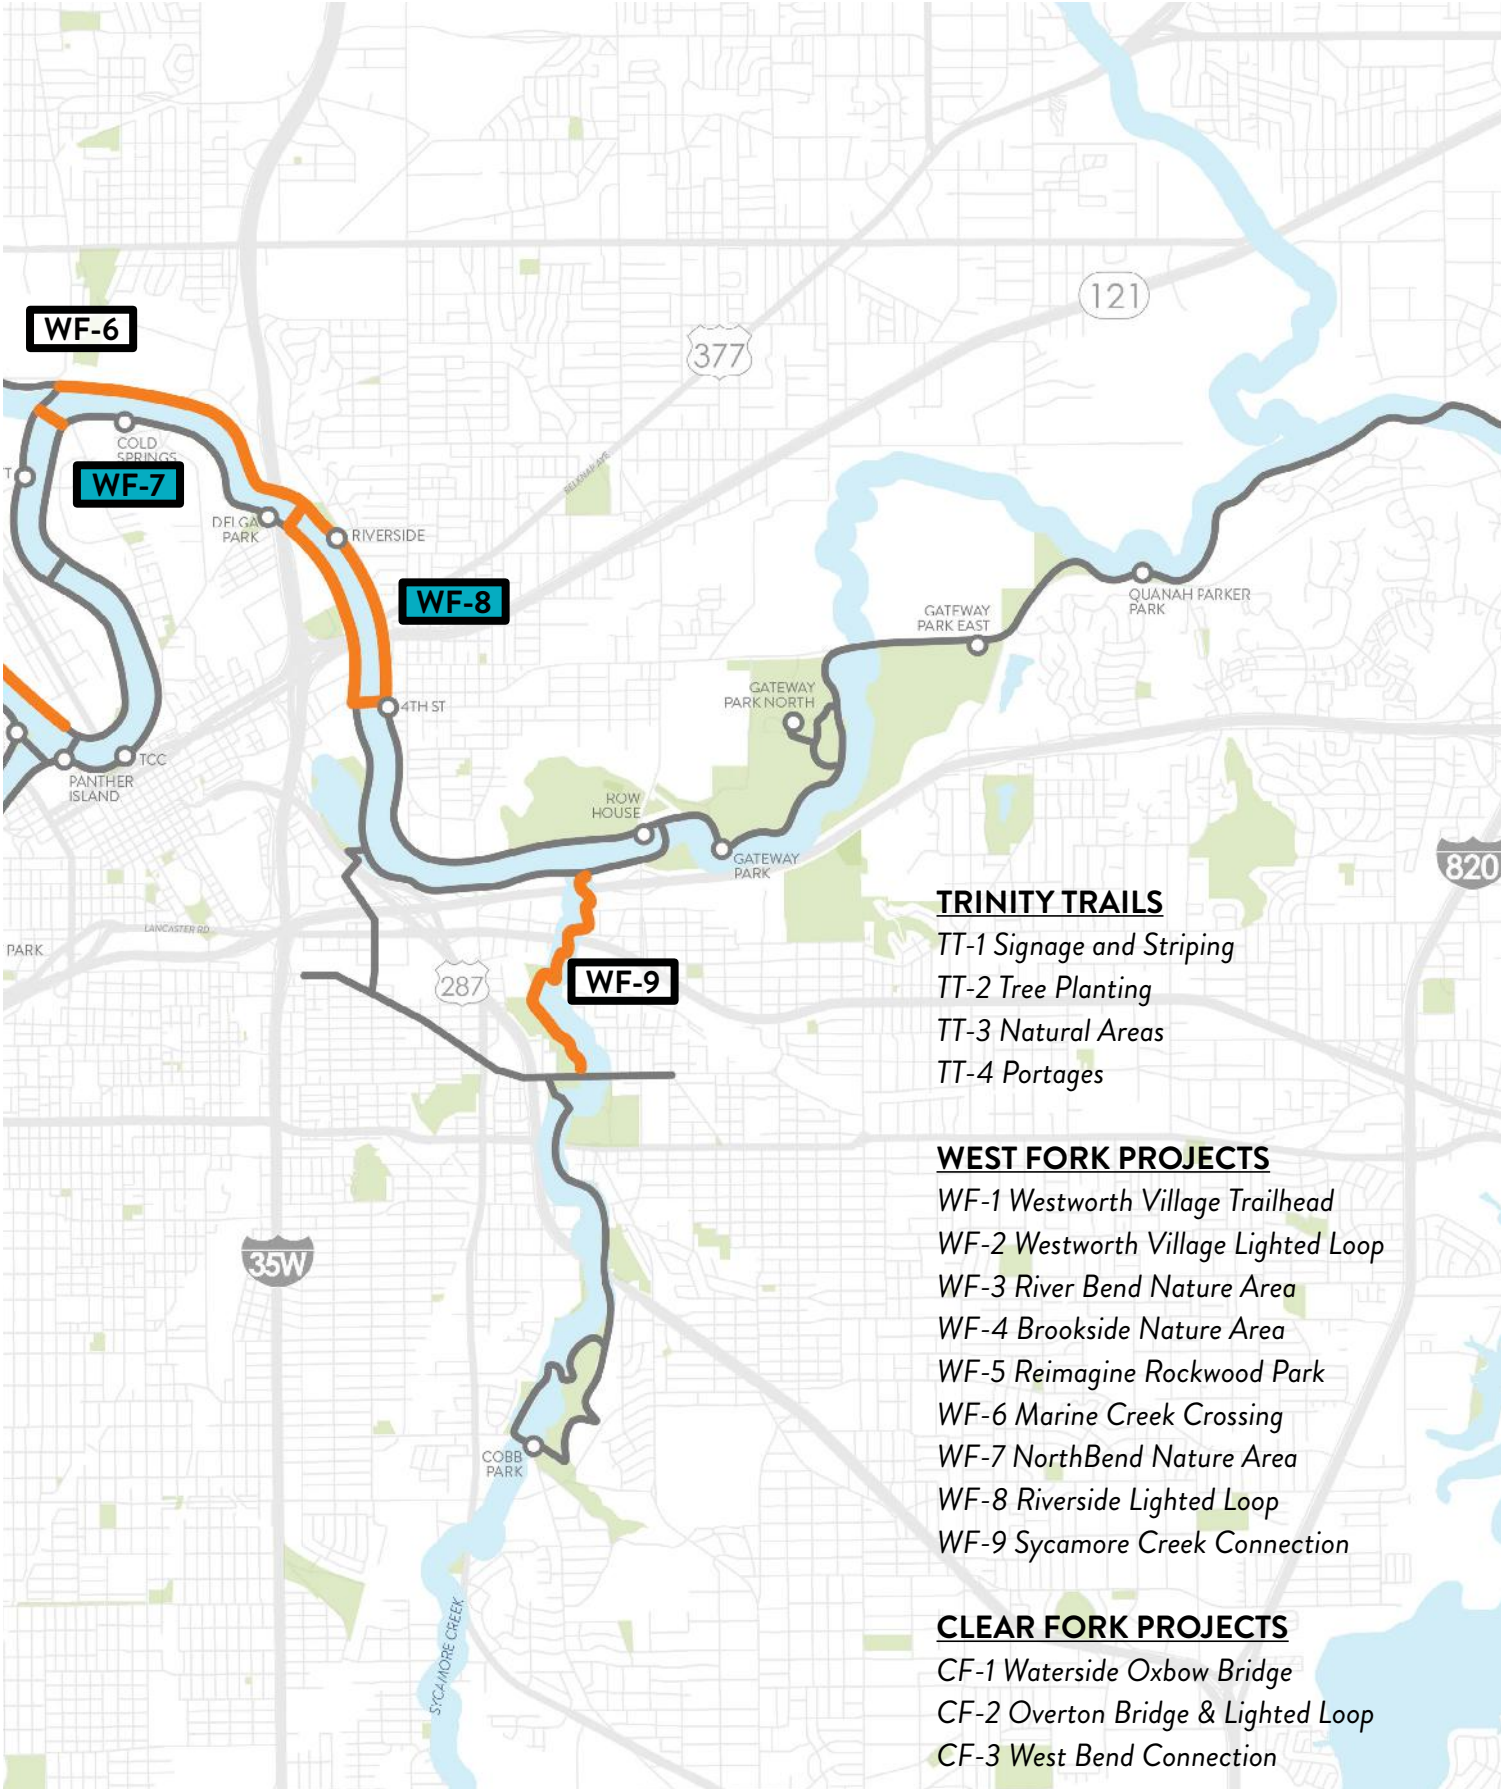 121
WF-6
377
COLD
SPRINGS
T
WF-7
BELKNAP AVE
DELGA
PARK
RIVERSIDE
WF-8
QUANAH PARKER
PARK
GATEWAY
PARK EAST
GATEWAY
PARK NORTH
4TH ST
TCC
PANTHER
ISLAND
ROW
HOUSE
GATEWAY
PARK
820
LANCASTER RD
PARK
287
WF-9
35W
COBB
PARK
SYCAMORE CREEK
TRINITY TRAILS
TT-1 Signage and Striping
TT-2 Tree Planting
TT-3 Natural Areas
TT-4 Portages
WEST FORK PROJECTS
WF-1 Westworth Village Trailhead
WF-2 Westworth Village Lighted Loop
WF-3 River Bend Nature Area
WF-4 Brookside Nature Area
WF-5 Reimagine Rockwood Park
WF-6 Marine Creek Crossing
WF-7 NorthBend Nature Area
WF-8 Riverside Lighted Loop
WF-9 Sycamore Creek Connection
CLEAR FORK PROJECTS
CF-1 Waterside Oxbow Bridge
CF-2 Overton Bridge & Lighted Loop
CF-3 West Bend Connection